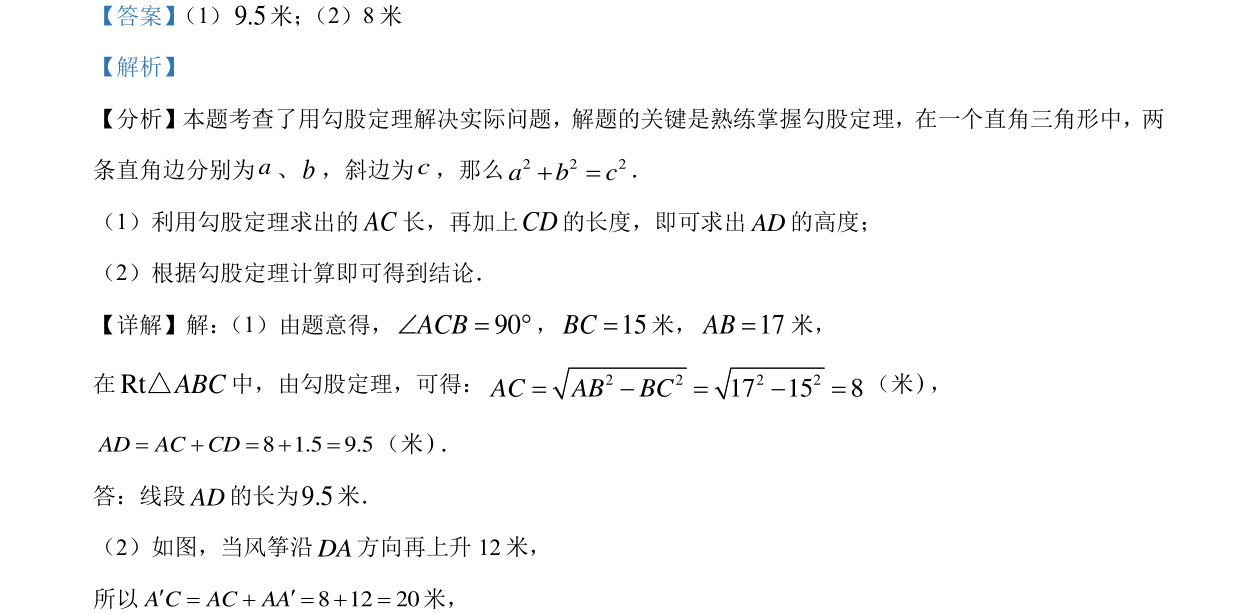 【答案】（1）9.5米；（2）8米
【解析】
【分析】本题考查了用勾股定理解决实际问题，解题的关键是熟练掌握勾股定理，在一个直角三角形中，两
条直角边分别为a、b，斜边为c，那么a²+b²=c²．
（1）利用勾股定理求出的AC长，再加上CD的长度，即可求出AD的高度；
（2）根据勾股定理计算即可得到结论．
【详解】解：（1）由题意得，∠ACB=90°，BC=15米，AB=17米，
在Rt△ABC中，由勾股定理，可得：AC=√(AB²−BC²)=√(17²−15²)=8（米），
AD=AC+CD=8+1.5=9.5（米）．
答：线段AD的长为9.5米．
（2）如图，当风筝沿DA方向再上升12米，
所以A′C=AC+AA′=8+12=20米，